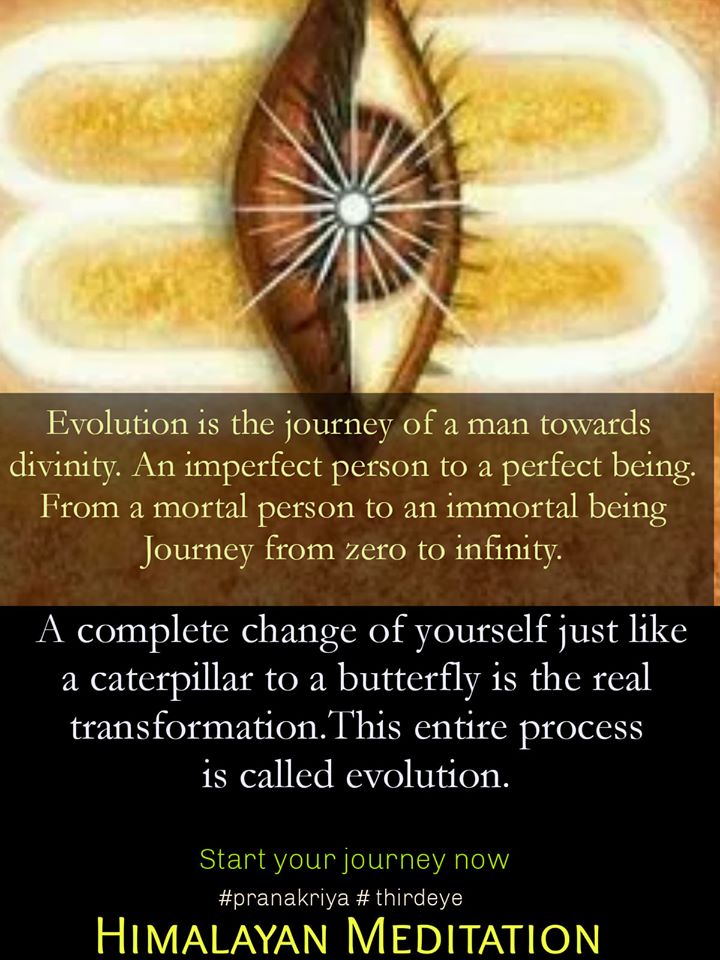 Evolution is the journey of a man towards
divinity. An imperfect person to a perfect being.
From a mortal person to an immortal being
Journey from zero to infinity.
A complete change of yourself just like
a caterpillar to a butterfly is the real
transformation.This entire process
is called evolution.
Start your journey now
#pranakriya # thirdeye
Himalayan Meditation